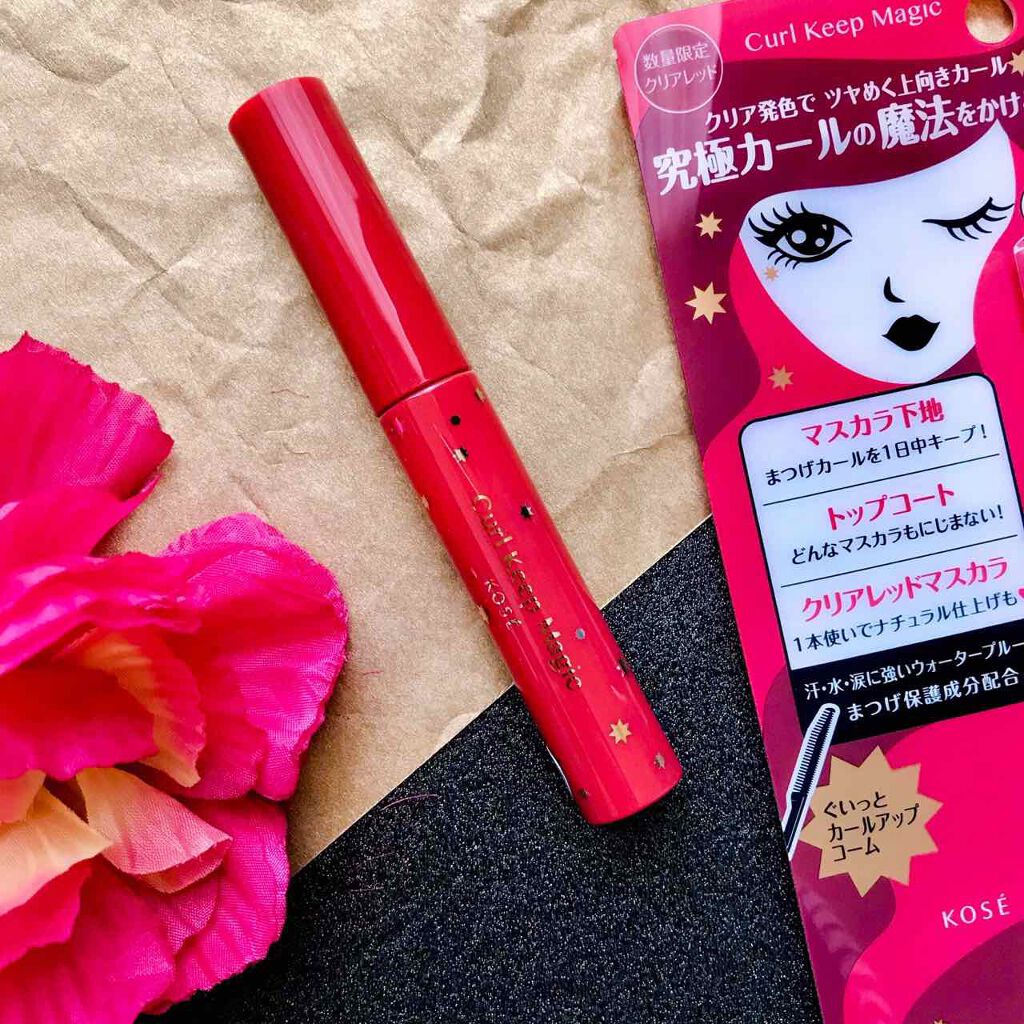 Curl Keep Magic
KOSÉ
Curl Keep Magic
数量限定
クリアレッド
クリア発色で ツヤめく上向きカール
究極カールの魔法をかけ
マスカラ下地
まつげカールを1日中キープ!
トップコート
どんなマスカラもにじまない!
クリアレッドマスカラ
1本使いでナチュラル仕上げも
汗・水・涙に強いウォータープルー
まつげ保護成分配合
ぐいっと
カールアップ
コーム
KOSÉ